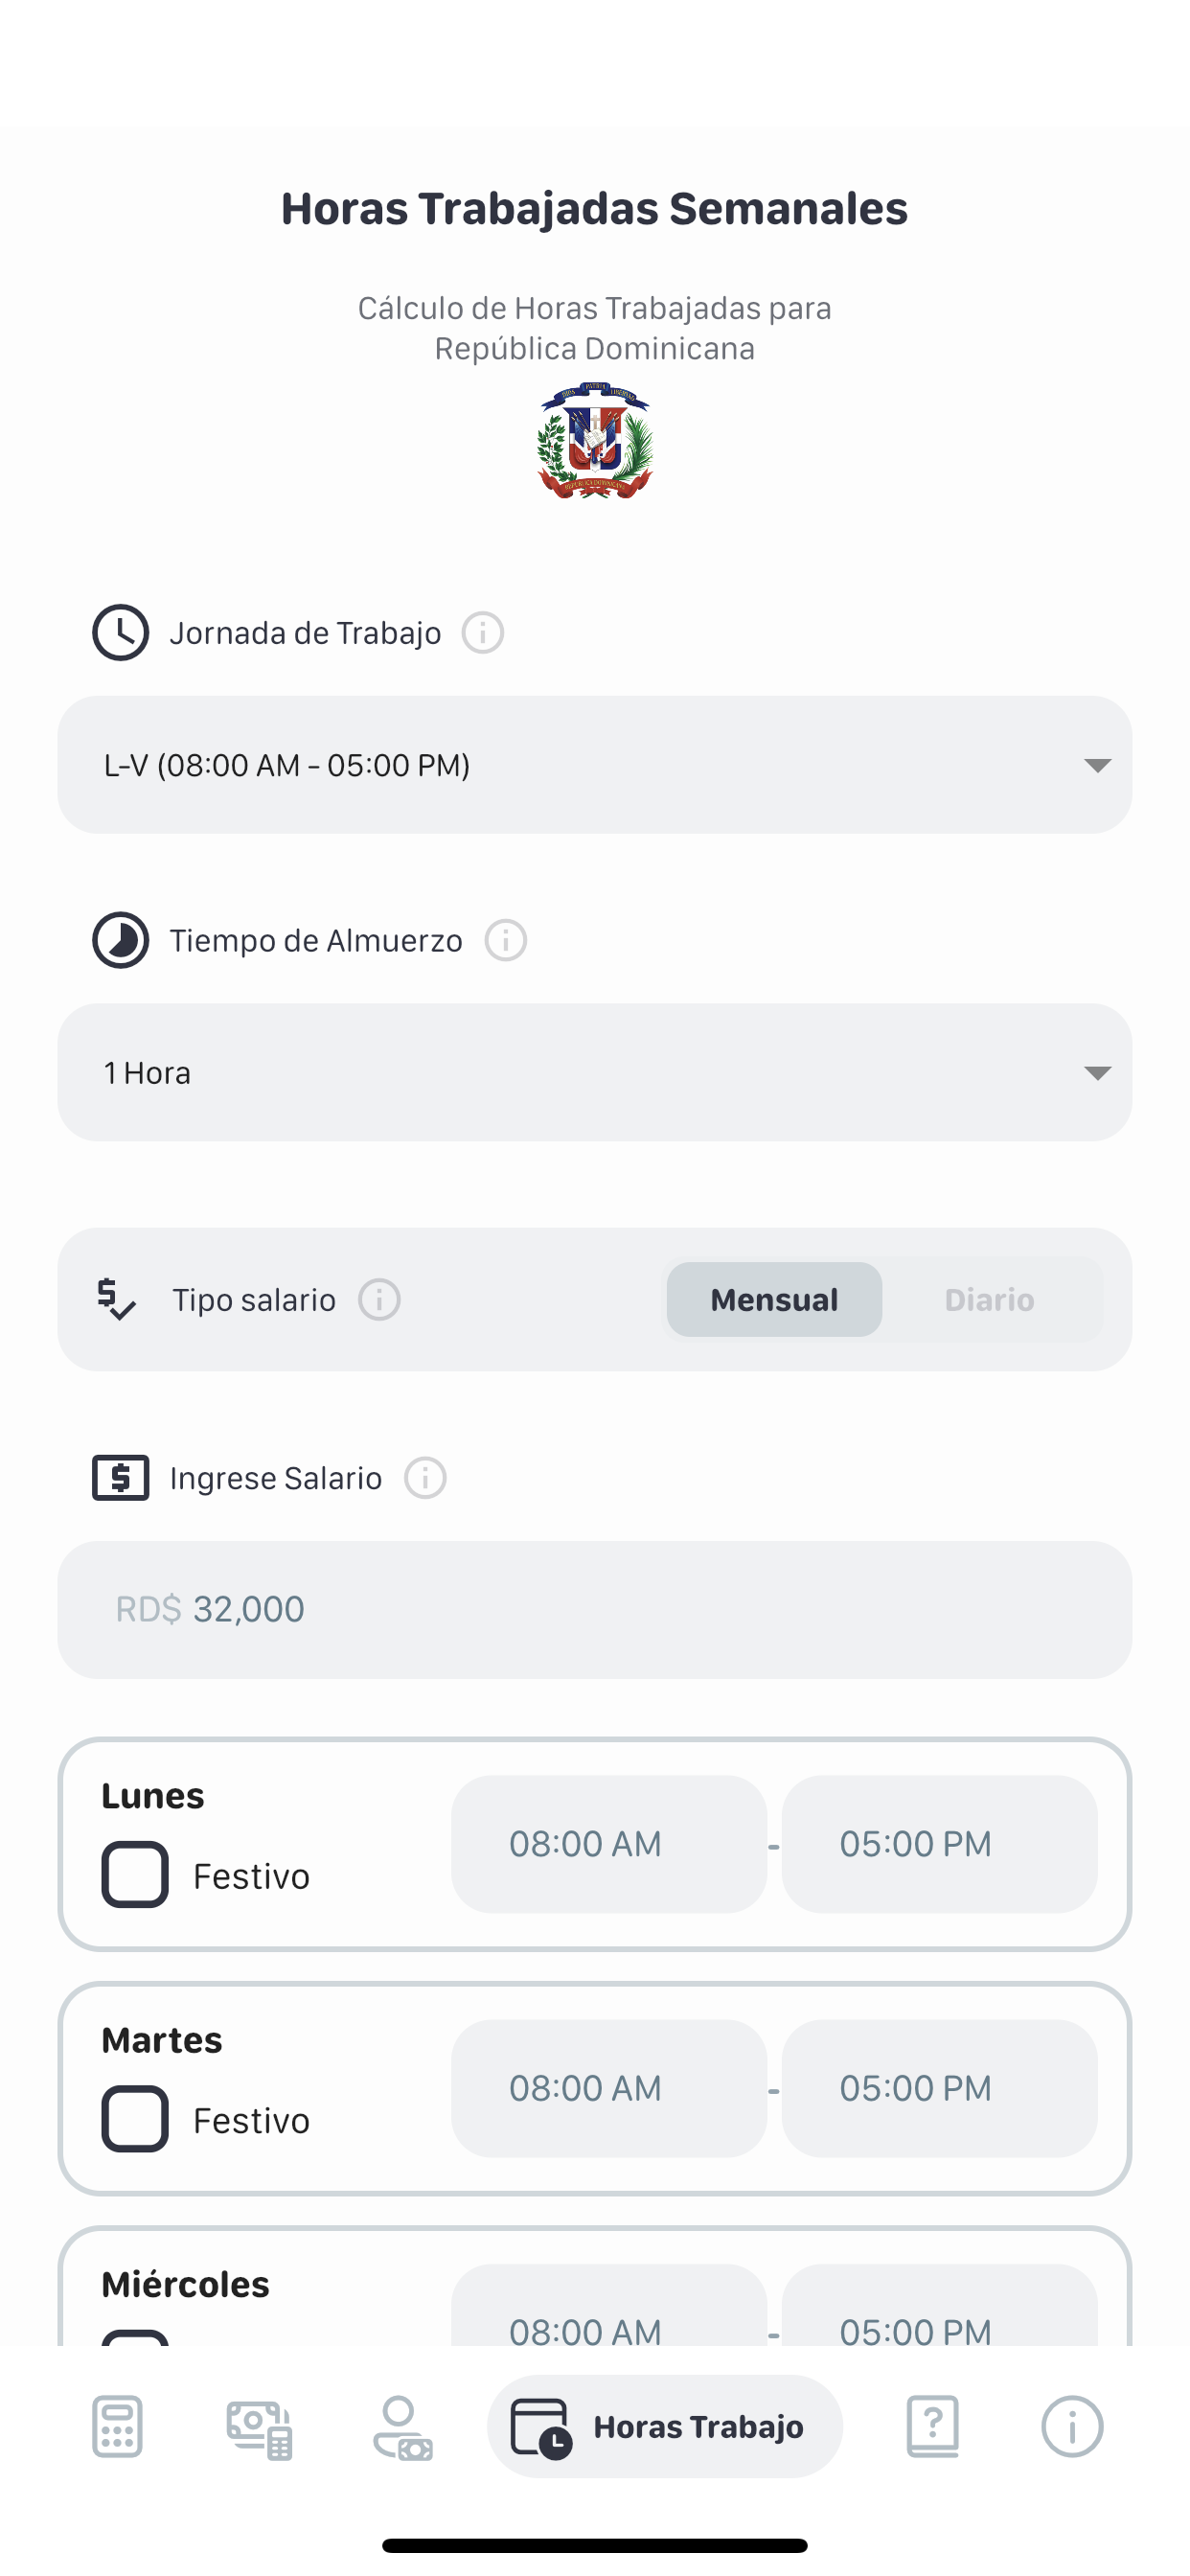 Horas Trabajadas Semanales
Cálculo de Horas Trabajadas para
República Dominicana
Jornada de Trabajo
L-V (08:00 AM - 05:00 PM)
Tiempo de Almuerzo
1 Hora
Tipo salario
Mensual
Diario
Ingrese Salario
RD$ 32,000
Lunes
08:00 AM - 05:00 PM
Festivo
Martes
08:00 AM - 05:00 PM
Festivo
Miércoles
08:00 AM - 05:00 PM
Horas Trabajo